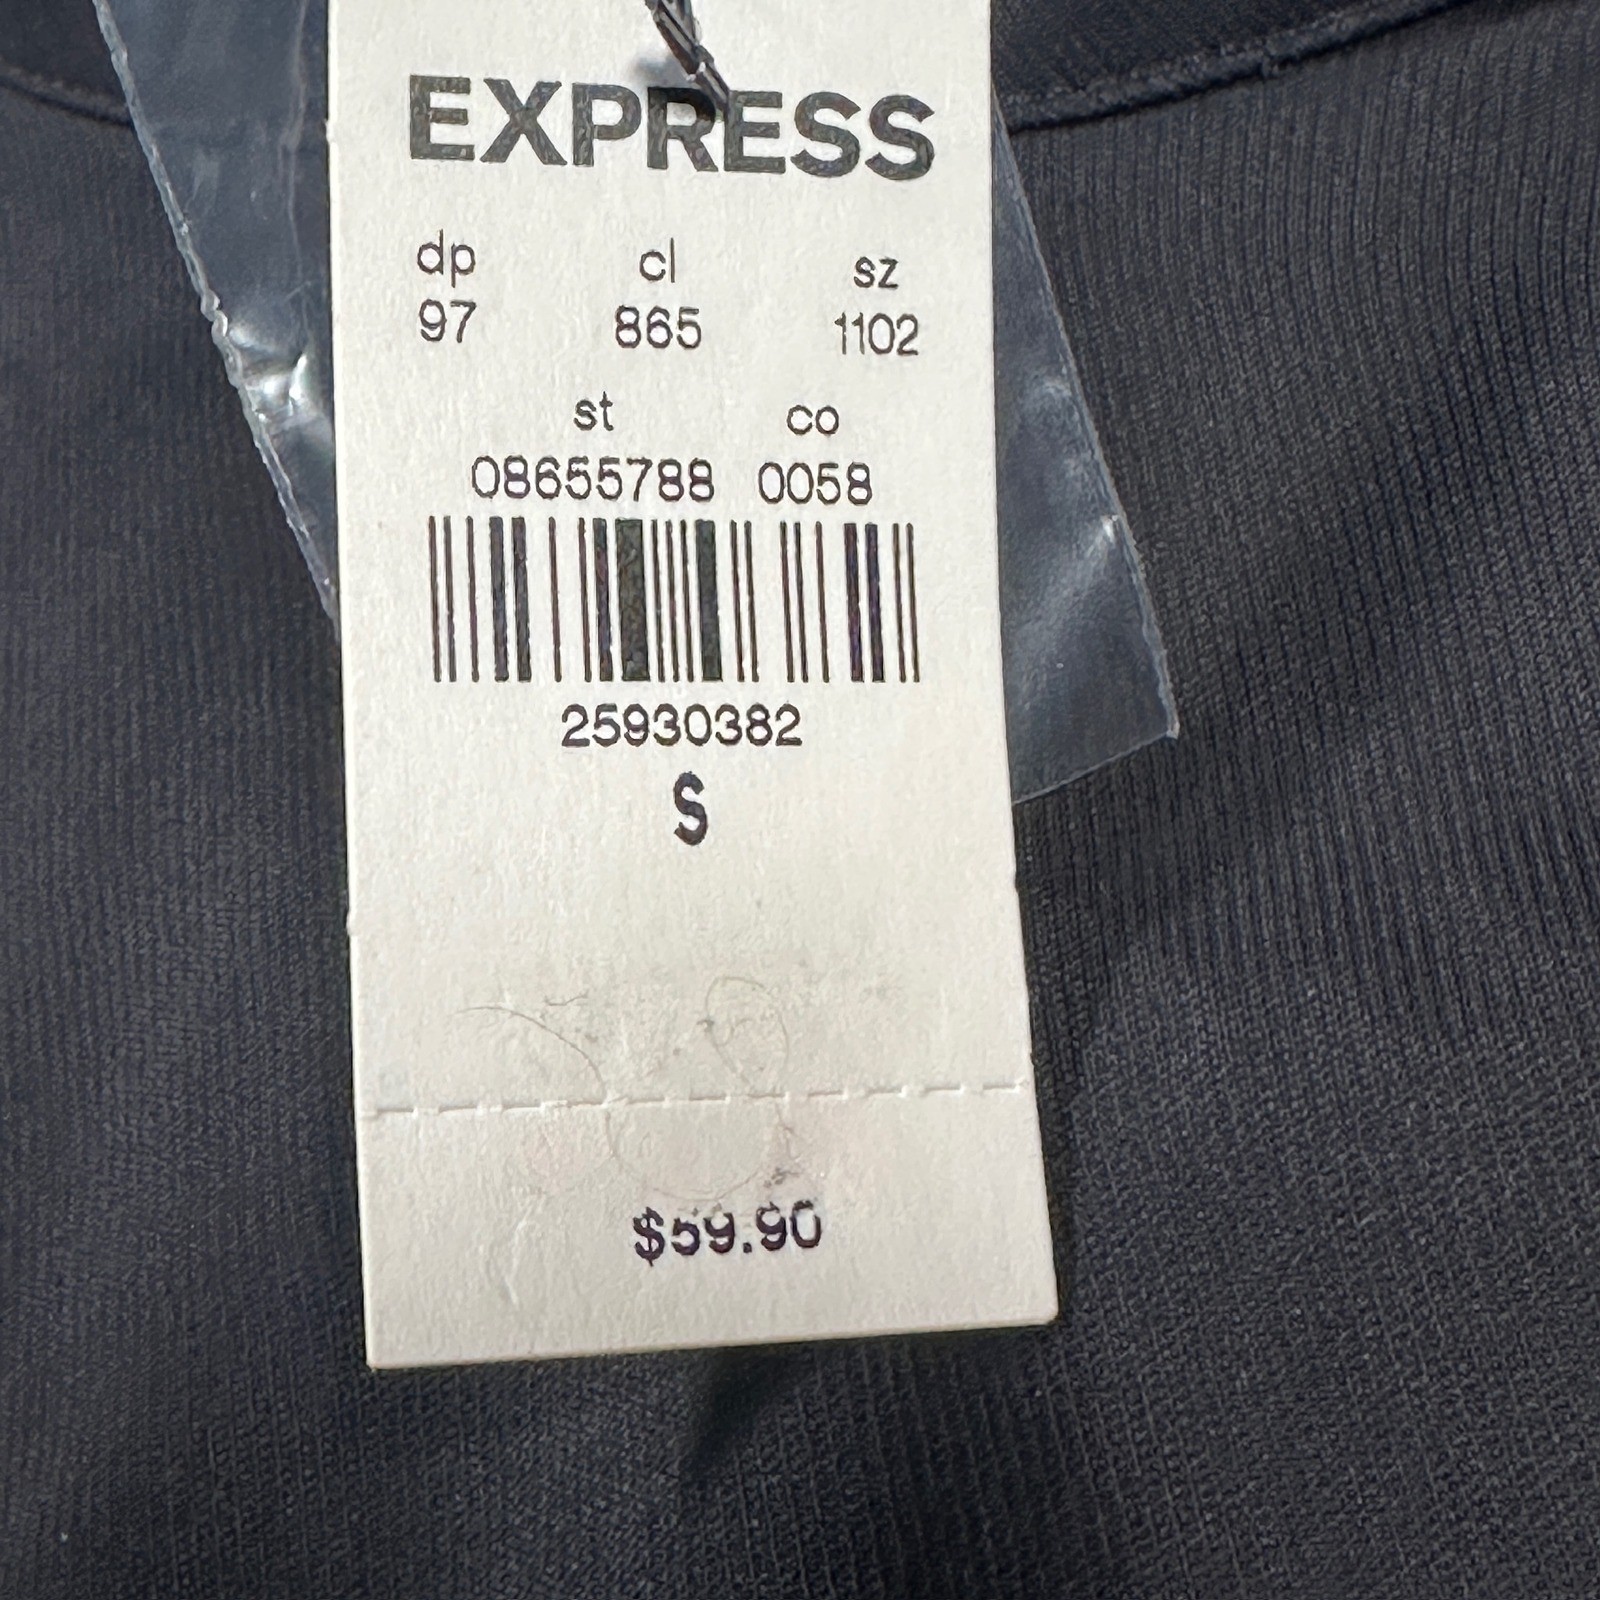 EXPRESS
dp cl sz
97 865 1102
st co
08655788 0058
25930382
S
$59.90